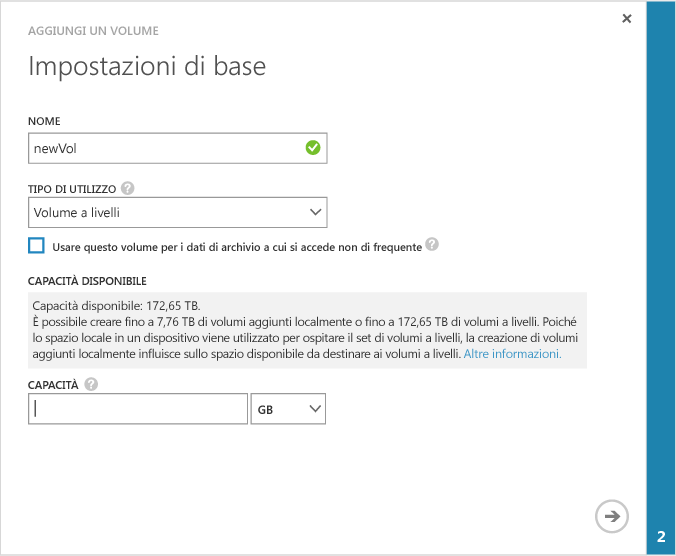 AGGIUNGI UN VOLUME
Impostazioni di base
NOME
newVol
TIPO DI UTILIZZO ?
Volume a livelli
Usare questo volume per i dati di archivio a cui si accede non di frequente ?
CAPACITÀ DISPONIBILE
Capacità disponibile: 172,65 TB.
È possibile creare fino a 7,76 TB di volumi aggiunti localmente o fino a 172,65 TB di volumi a livelli. Poiché
lo spazio locale in un dispositivo viene utilizzato per ospitare il set di volumi a livelli, la creazione di volumi
aggiunti localmente influisce sullo spazio disponibile da destinare ai volumi a livelli. Altre informazioni.
CAPACITÀ ?
GB
2